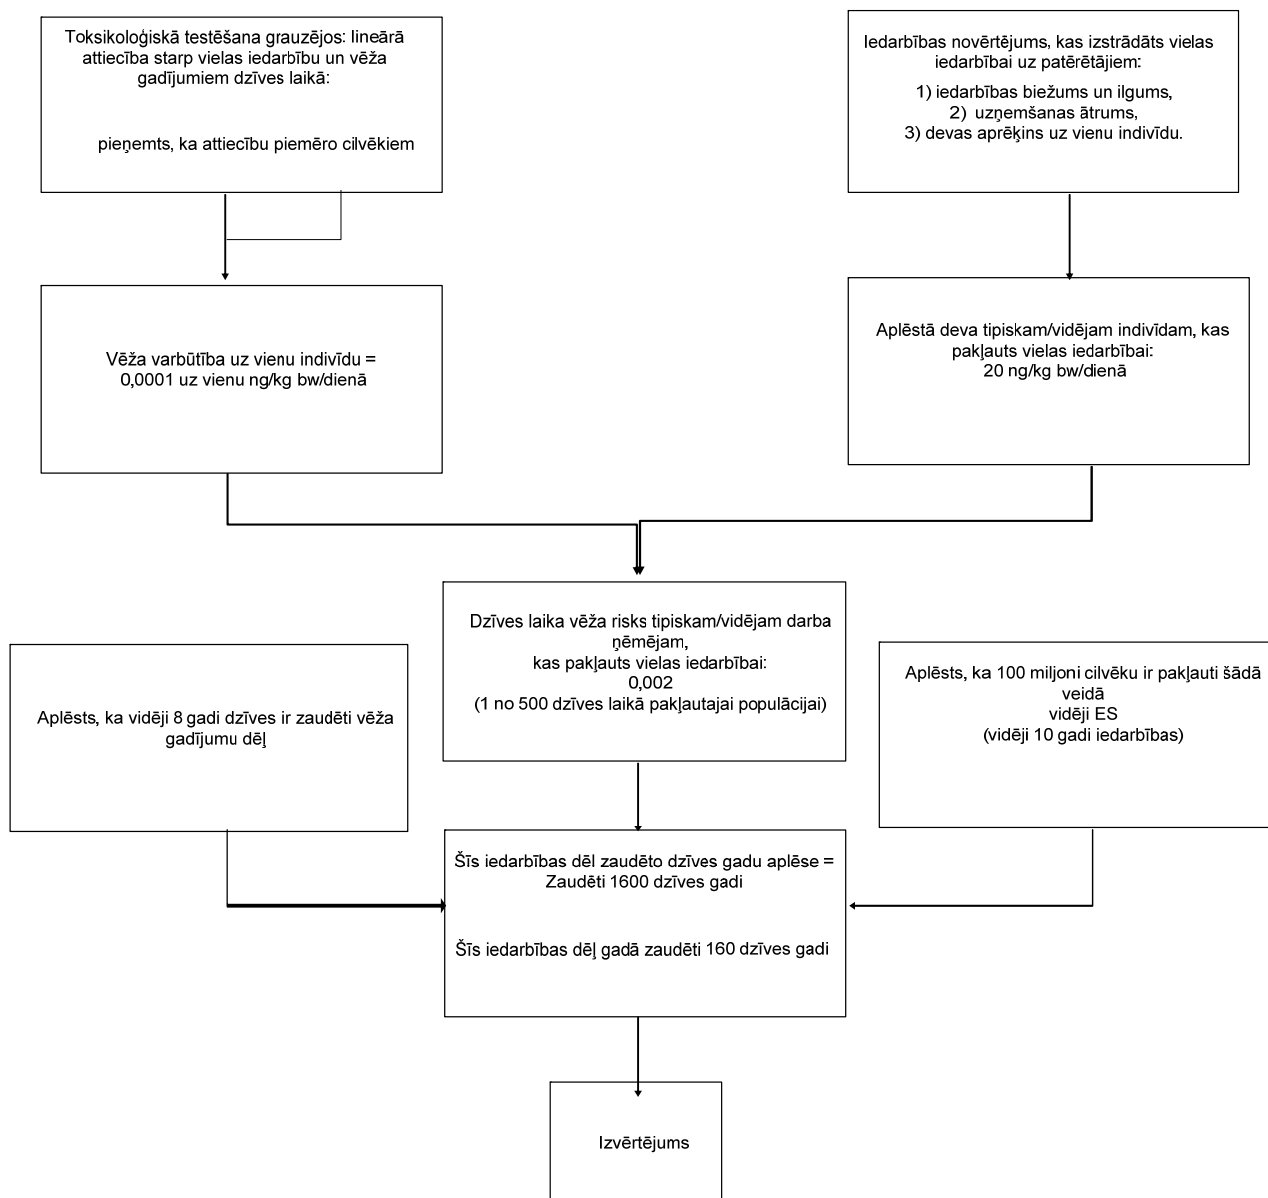 Toksikoloģiskā testēšana grauzējos: lineārā
attiecība starp vielas iedarbību un vēža
gadījumiem dzīves laikā:
pieņemts, ka attiecību piemēro cilvēkiem
Iedarbības novērtējums, kas izstrādāts vielas
iedarbībai uz patērētājiem:
1) iedarbības biežums un ilgums,
2) uzņemšanas ātrums,
3) devas aprēķins uz vienu indivīdu.
Vēža varbūtība uz vienu indivīdu =
0,0001 uz vienu ng/kg bw/dienā
Aplēstā deva tipiskam/vidējam indivīdam, kas
pakļauts vielas iedarbībai:
20 ng/kg bw/dienā
Dzīves laika vēža risks tipiskam/vidējam darba
ņēmējam,
kas pakļauts vielas iedarbībai:
0,002
(1 no 500 dzīves laikā pakļautajai populācijai)
Aplēsts, ka vidēji 8 gadi dzīves ir zaudēti vēža
gadījumu dēļ
Aplēsts, ka 100 miljoni cilvēku ir pakļauti šādā
veidā
vidēji ES
(vidēji 10 gadi iedarbības)
Šīs iedarbības dēļ zaudēto dzīves gadu aplēse =
Zaudēti 1600 dzīves gadi
Šīs iedarbības dēļ gadā zaudēti 160 dzīves gadi
Izvērtējums